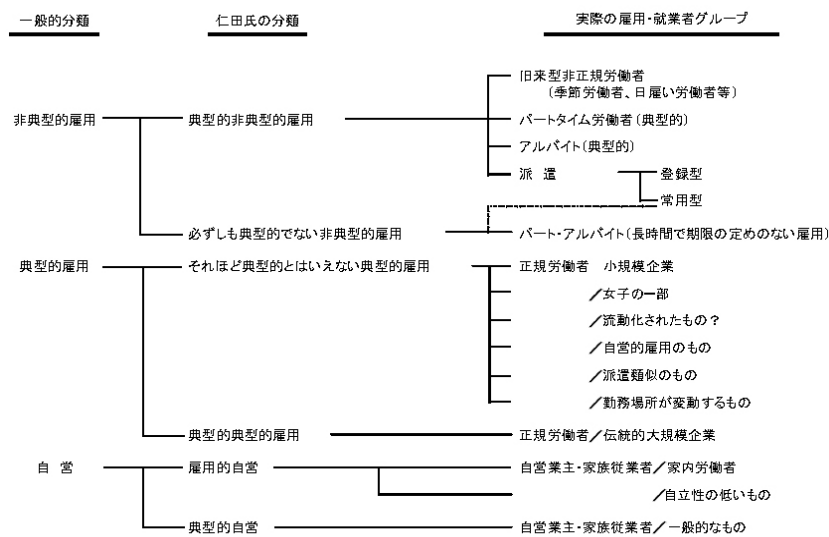 一般的分類 仁田氏の分類 実際の雇用・就業者グループ
旧来型非正規労働者
(季節労働者、日雇い労働者等)
非典型的雇用 典型的非典型的雇用 パートタイム労働者(典型的)
アルバイト(典型的)
派遣 登録型
常用型
必ずしも典型的でない非典型的雇用 パート・アルバイト(長時間で期限の定めのない雇用)
典型的雇用 それほど典型的とはいえない典型的雇用 正規労働者 小規模企業
/女子の一部
/流動化されたもの?
/自営的雇用のもの
/派遣類似のもの
/勤務場所が変動するもの
典型的典型的雇用 正規労働者/伝統的大規模企業
自営 雇用的自営 自営業主・家族従業者/家内労働者
/自立性の低いもの
典型的自営 自営業主・家族従業者/一般的なもの